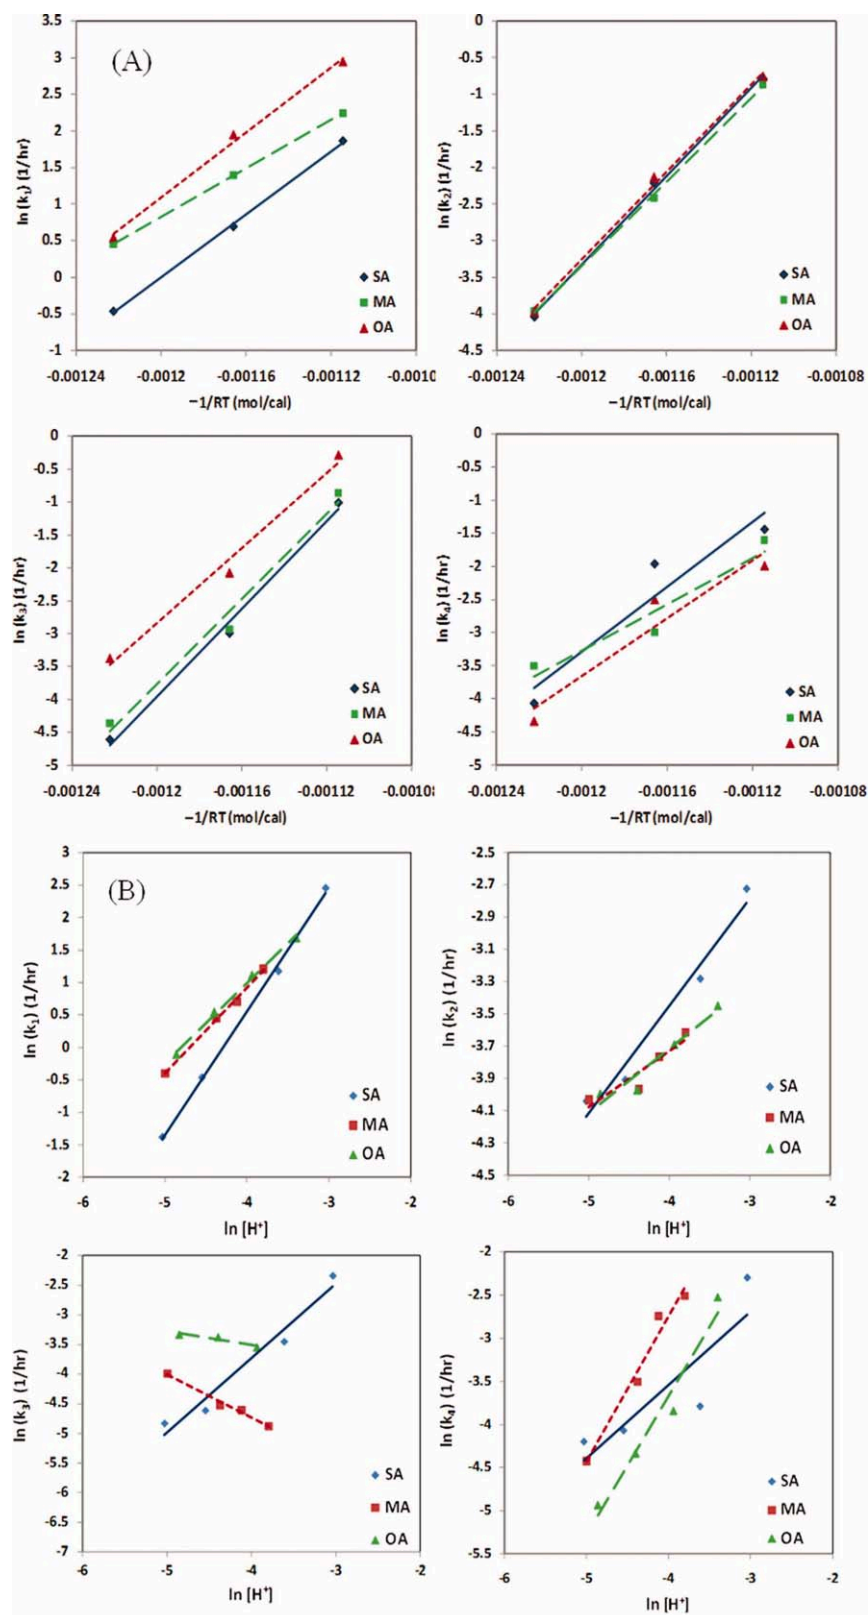 (A)
ln (k₁) (1/hr)
3.5
3
2.5
2
1.5
1
0.5
0
-0.5
-1
SA
MA
OA
-0.00124 -0.0012 -0.00116 -0.00112 -0.0010
−1/RT (mol/cal)
ln (k₂) (1/hr)
0
-0.5
-1
-1.5
-2
-2.5
-3
-3.5
-4
-4.5
SA
MA
OA
-0.00124 -0.0012 -0.00116 -0.00112 -0.00108
−1/RT (mol/cal)
ln (k₃) (1/hr)
0
-0.5
-1
-1.5
-2
-2.5
-3
-3.5
-4
-4.5
-5
SA
MA
OA
-0.00124 -0.0012 -0.00116 -0.00112 -0.00108
−1/RT (mol/cal)
ln (k₄) (1/hr)
0
-0.5
-1
-1.5
-2
-2.5
-3
-3.5
-4
-4.5
-5
SA
MA
OA
-0.00124 -0.0012 -0.00116 -0.00112 -0.00108
−1/RT (mol/cal)
(B)
ln (k₁) (1/hr)
3
2.5
2
1.5
1
0.5
0
-0.5
-1
-1.5
-2
SA
MA
OA
-6 -5 -4 -3 -2
ln [H⁺]
ln (k₂) (1/hr)
-2.5
-2.7
-2.9
-3.1
-3.3
-3.5
-3.7
-3.9
-4.1
-4.3
-4.5
SA
MA
OA
-6 -5 -4 -3 -2
ln [H⁺]
ln (k₃) (1/hr)
-2
-2.5
-3
-3.5
-4
-4.5
-5
-5.5
-6
-6.5
-7
SA
MA
OA
-6 -5 -4 -3 -2
ln [H⁺]
ln (k₄) (1/hr)
-2
-2.5
-3
-3.5
-4
-4.5
-5
-5.5
SA
MA
OA
-6 -5 -4 -3 -2
ln [H⁺]